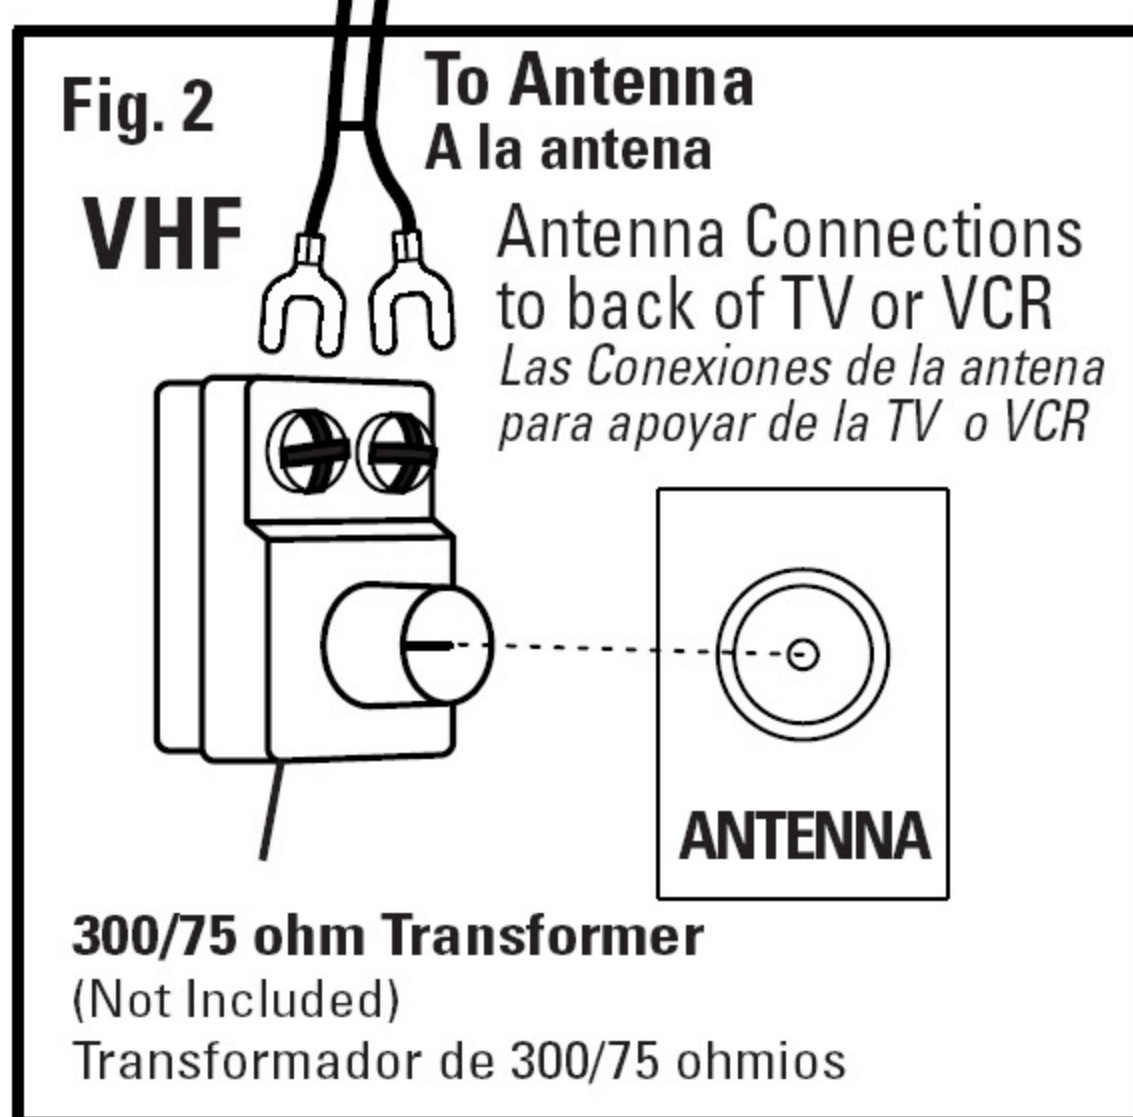 Fig. 2
To Antenna
A la antena
VHF
Antenna Connections
to back of TV or VCR
Las Conexiones de la antena
para apoyar de la TV o VCR
ANTENNA
300/75 ohm Transformer
(Not Included)
Transformador de 300/75 ohmios